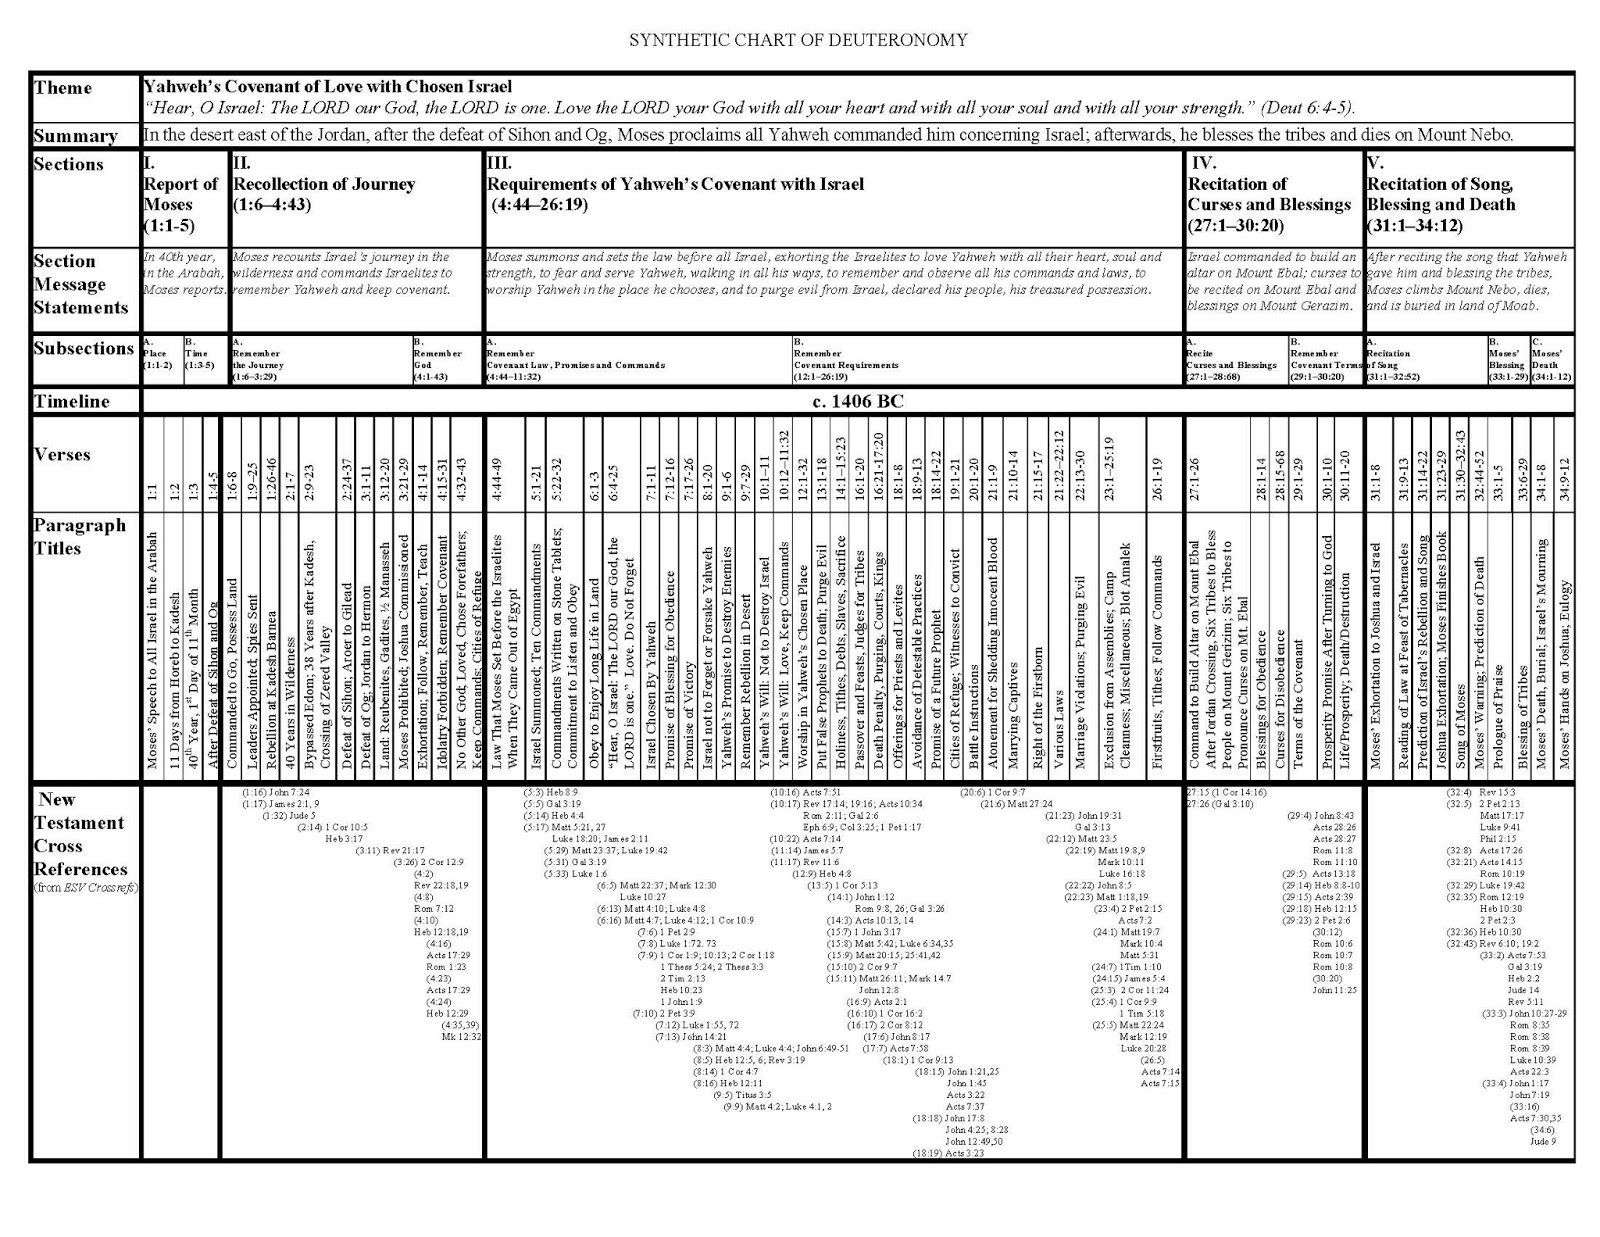 SYNTHETIC CHART OF DEUTERONOMY
Theme
Yahweh's Covenant of Love with Chosen Israel
"Hear, O Israel: The LORD our God, the LORD is one. Love the LORD your God with all your heart and with all your soul and with all your strength." (Deut 6:4-5).
Summary
In the desert east of the Jordan, after the defeat of Sihon and Og, Moses proclaims all Yahweh commanded him concerning Israel; afterwards, he blesses the tribes and dies on Mount Nebo.
Sections
I.
Report of
Moses
(1:1-5)
II.
Recollection of Journey
(1:6–4:43)
III.
Requirements of Yahweh's Covenant with Israel
(4:44–26:19)
IV.
Recitation of
Curses and Blessings
(27:1–30:20)
V.
Recitation of Song,
Blessing and Death
(31:1–34:12)
Section
Message
Statements
In 40th year,
in the Arabah,
Moses reports.
Moses recounts Israel's journey in the
wilderness and commands Israelites to
remember Yahweh and keep covenant.
Moses summons and sets the law before all Israel, exhorting the Israelites to love Yahweh with all their heart, soul and
strength, to fear and serve Yahweh, walking in all his ways, to remember and observe all his commands and laws, to
worship Yahweh in the place he chooses, and to purge evil from Israel, declared his people, his treasured possession.
Israel commanded to build an
altar on Mount Ebal; curses to
be recited on Mount Ebal and
blessings on Mount Gerazim.
After reciting the song that Yahweh
gave him and blessing the tribes,
Moses climbs Mount Nebo, dies,
and is buried in land of Moab.
Subsections
A.
Place
(1:1-2)
B.
Time
(1:3-5)
A.
Remember
the Journey
(1:6–3:29)
B.
Remember
God
(4:1-43)
A.
Remember
Covenant Law, Promises and Commands
(4:44–11:32)
B.
Remember
Covenant Requirements
(12:1–26:19)
A.
Recite
Curses and Blessings
(27:1–28:68)
B.
Remember
Covenant Terms
(29:1–30:20)
A.
Recitation
of Song
(31:1–32:52)
B.
Moses'
Blessing
(33:1-29)
C.
Moses'
Death
(34:1-12)
Timeline
c. 1406 BC
Verses
1:1
1:2
1:3
1:4-5
1:6-8
1:9-25
1:26-46
2:1-7
2:9-23
2:24-37
3:1-11
3:12-20
3:21-29
4:1-14
4:15-31
4:32-43
4:44-49
5:1-21
5:22-32
6:1-3
6:4-25
7:1-11
7:12-16
7:17-26
8:1-20
9:1-6
9:7-29
10:1–11
10:12–11:32
12:1-32
13:1-18
14:1–15:23
16:1-20
16:21-17:20
18:1-8
18:9-13
18:14-22
19:1-21
20:1-20
21:1-9
21:10-14
21:15-17
21:22–22:12
22:13-30
23:1–25:19
26:1-19
27:1-26
28:1-14
28:15-68
29:1-29
30:1-10
30:11-20
31:1-8
31:9-13
31:14-22
31:23-29
31:30–32:43
32:44-52
33:1-5
33:6-29
34:1-8
34:9-12
Paragraph
Titles
Moses' Speech to All Israel in the Arabah
11 Days from Horeb to Kadesh
40th Year, 1st Day of 11th Month
After Defeat of Sihon and Og
Commanded to Go, Possess Land
Leaders Appointed; Spies Sent
Rebellion at Kadesh Barnea
40 Years in Wilderness
Bypassed Edom; 38 Years after Kadesh,
Crossing of Zered Valley
Defeat of Sihon; Aroer to Gilead
Defeat of Og; Jordan to Hermon
Land: Reubenites, Gadites, ½ Manasseh
Moses Prohibited; Joshua Commissioned
Exhortation; Follow, Remember, Teach
Idolatry Forbidden; Remember Covenant
No Other God; Loved, Chose Forefathers;
Keep Commands; Cities of Refuge
Law That Moses Set Before the Israelites
When They Came Out of Egypt
Israel Summoned; Ten Commandments
Commandments Written on Stone Tablets;
Commitment to Listen and Obey
Obey to Enjoy Long Life in Land
"Hear, O Israel: The LORD our God, the
LORD is one." Love. Do Not Forget
Israel Chosen By Yahweh
Promise of Blessing for Obedience
Promise of Victory
Israel not to Forget or Forsake Yahweh
Yahweh's Promise to Destroy Enemies
Remember Rebellion in Desert
Yahweh's Will: Not to Destroy Israel
Yahweh's Will: Love, Keep Commands
Worship in Yahweh's Chosen Place
Put False Prophets to Death, Purge Evil
Holiness, Tithes, Debts, Slaves, Sacrifice
Passover and Feasts, Judges for Tribes
Death Penalty, Purging, Courts, Kings
Offerings for Priests and Levites
Avoidance of Detestable Practices
Promise of a Future Prophet
Cities of Refuge; Witnesses to Convict
Battle Instructions
Atonement for Shedding Innocent Blood
Marrying Captives
Right of the Firstborn
Various Laws
Marriage Violations; Purging Evil
Exclusion from Assemblies; Camp
Cleanness; Miscellaneous; Blot Amalek
Firstfruits, Tithes; Follow Commands
Command to Build Altar on Mount Ebal
After Jordan Crossing, Six Tribes to Bless
People on Mount Gerizim; Six Tribes to
Pronounce Curses on Mt. Ebal
Blessings for Obedience
Curses for Disobedience
Terms of the Covenant
Prosperity Promise After Turning to God
Life/Prosperity; Death/Destruction
Moses' Exhortation to Joshua and Israel
Reading of Law at Feast of Tabernacles
Prediction of Israel's Rebellion and Song
Joshua Exhortation; Moses Finishes Book
Song of Moses
Moses' Warning; Prediction of Death
Prologue of Praise
Blessing of Tribes
Moses' Death, Burial; Israel's Mourning
Moses' Hands on Joshua; Eulogy
New
Testament
Cross
References
(from ESV Crossrefs)
(1:16) John 7:24
(1:17) James 2:1, 9
(1:32) Jude 5
(2:14) 1 Cor 10:5
Heb 3:17
(3:11) Rev 21:17
(3:26) 2 Cor 12:9
(4:2)
Rev 22:18,19
(4:8)
Rom 7:12
(4:10)
Heb 12:18,19
(4:16)
Acts 17:29
Rom 1:23
(4:23)
Acts 17:29
(4:24)
Heb 12:29
(4:35,39)
Mk 12:32
(5:3) Heb 8:9
(5:5) Gal 3:19
(5:14) Heb 4:4
(5:17) Matt 5:21, 27
Luke 18:20; James 2:11
(5:29) Matt 23:37; Luke 19:42
(5:31) Gal 3:19
(5:33) Luke 1:6
(6:5) Matt 22:37; Mark 12:30
Luke 10:27
(6:13) Matt 4:10; Luke 4:8
(6:16) Matt 4:7; Luke 4:12; 1 Cor 10:9
(7:6) 1 Pet 2:9
(7:8) Luke 1:72. 73
(7:9) 1 Cor 1:9; 10:13; 2 Cor 1:18
1 Thess 5:24; 2 Thess 3:3
2 Tim 2:13
Heb 10:23
1 John 1:9
(7:10) 2 Pet 3:9
(7:12) Luke 1:55, 72
(7:13) John 14:21
(8:3) Matt 4:4; Luke 4:4; John 6:49-51
(8:5) Heb 12:5, 6; Rev 3:19
(8:14) 1 Cor 4:7
(8:16) Heb 12:11
(9:5) Titus 3:5
(9:9) Matt 4:2; Luke 4:1, 2
(10:16) Acts 7:51
(10:17) Rev 17:14; 19:16; Acts 10:34
Rom 2:11; Gal 2:6
Eph 6:9; Col 3:25; 1 Pet 1:17
(10:22) Acts 7:14
(11:14) James 5:7
(11:17) Rev 11:6
(12:9) Heb 4:8
(13:5) 1 Cor 5:13
(14:1) John 1:12
Rom 9:8, 26; Gal 3:26
(14:3) Acts 10:13, 14
(15:7) 1 John 3:17
(15:8) Matt 5:42; Luke 6:34,35
(15:9) Matt 20:15; 25:41,42
(15:10) 2 Cor 9:7
(15:11) Matt 26:11; Mark 14:7
John 12:8
(16:9) Acts 2:1
(16:10) 1 Cor 16:2
(16:17) 2 Cor 8:12
(17:6) John 8:17
(17:7) Acts 7:58
(18:1) 1 Cor 9:13
(18:15) John 1:21,25
John 1:45
Acts 3:22
Acts 7:37
(18:18) John 17:8
John 4:25; 8:28
John 12:49,50
(18:19) Acts 3:23
(20:6) 1 Cor 9:7
(21:6) Matt 27:24
(21:23) John 19:31
Gal 3:13
(22:12) Matt 23:5
(22:19) Matt 19:8,9
Mark 10:11
Luke 16:18
(22:22) John 8:5
(22:23) Matt 1:18,19
(23:4) 2 Pet 2:15
Acts 7:2
(24:1) Matt 19:7
Mark 10:4
Matt 5:31
(24:7) 1Tim 1:10
(24:15) James 5:4
(25:3) 2 Cor 11:24
(25:4) 1 Cor 9:9
1 Tim 5:18
(25:5) Matt 22:24
Mark 12:19
Luke 20:28
(26:5)
Acts 7:14
Acts 7:15
27:15 (1 Cor 14:16)
27:26 (Gal 3:10)
(29:4) John 8:43
Acts 28:26
Acts 28:27
Rom 11:8
Rom 11:10
(29:5) Acts 13:18
(29:14) Heb 8:8-10
(29:15) Acts 2:39
(29:18) Heb 12:15
(29:23) 2 Pet 2:6
(30:12)
Rom 10:6
Rom 10:7
Rom 10:8
(30:20)
John 11:25
(32:4) Rev 15:3
(32:5) 2 Pet 2:13
Matt 17:17
Luke 9:41
Phil 2:15
(32:8) Acts 17:26
(32:21) Acts 14:15
Rom 10:19
(32:29) Luke 19:42
(32:35) Rom 12:19
Heb 10:30
2 Pet 2:3
(32:36) Heb 10:30
(32:43) Rev 6:10; 19:2
(33:2) Acts 7:53
Gal 3:19
Heb 2:2
Jude 14
Rev 5:11
(33:3) John 10:27-29
Rom 8:35
Rom 8:38
Rom 8:39
Luke 10:39
Acts 22:3
(33:4) John 1:17
John 7:19
(33:16)
Acts 7:30,35
(34:6)
Jude 9